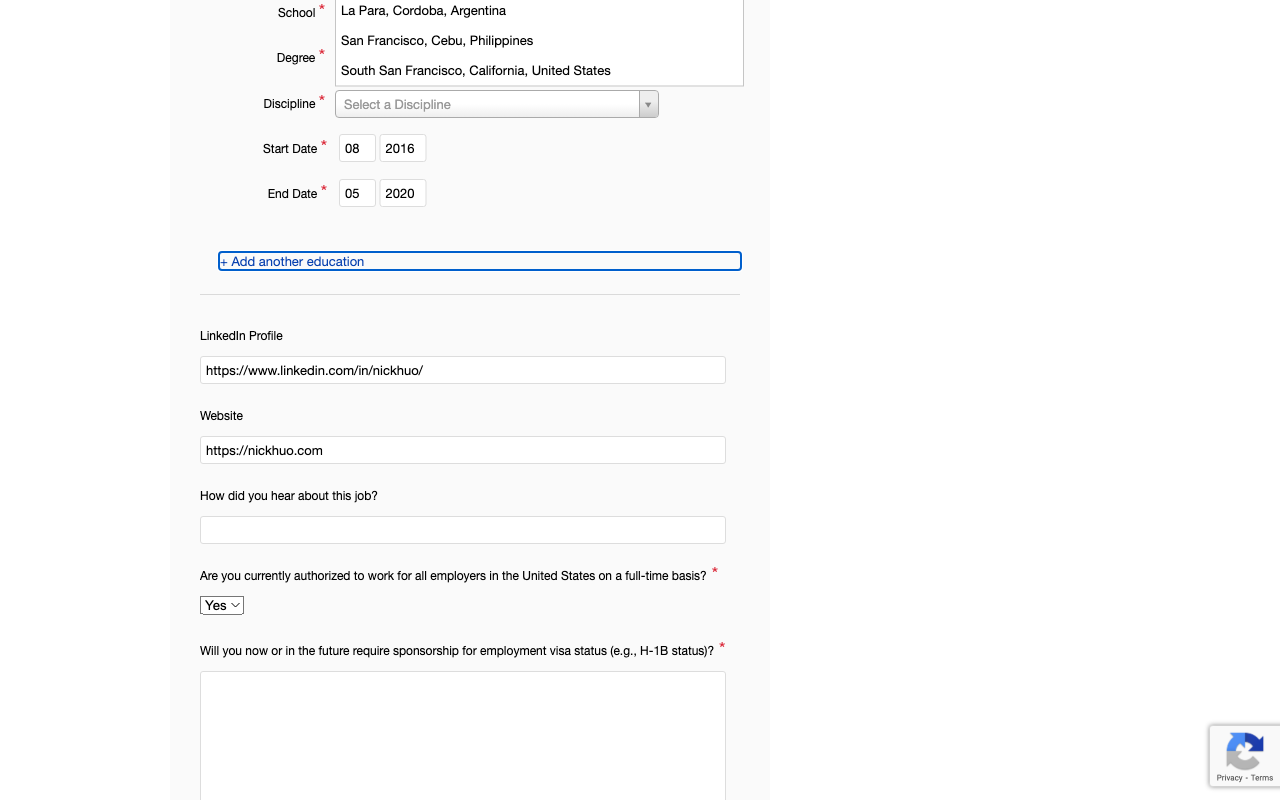 School *
La Para, Cordoba, Argentina
San Francisco, Cebu, Philippines
Degree *
South San Francisco, California, United States
Discipline *
Select a Discipline
Start Date *
08 2016
End Date *
05 2020
+ Add another education
LinkedIn Profile
https://www.linkedin.com/in/nickhuo/
Website
https://nickhuo.com
How did you hear about this job?
Are you currently authorized to work for all employers in the United States on a full-time basis? *
Yes
Will you now or in the future require sponsorship for employment visa status (e.g., H-1B status)? *
Privacy - Terms